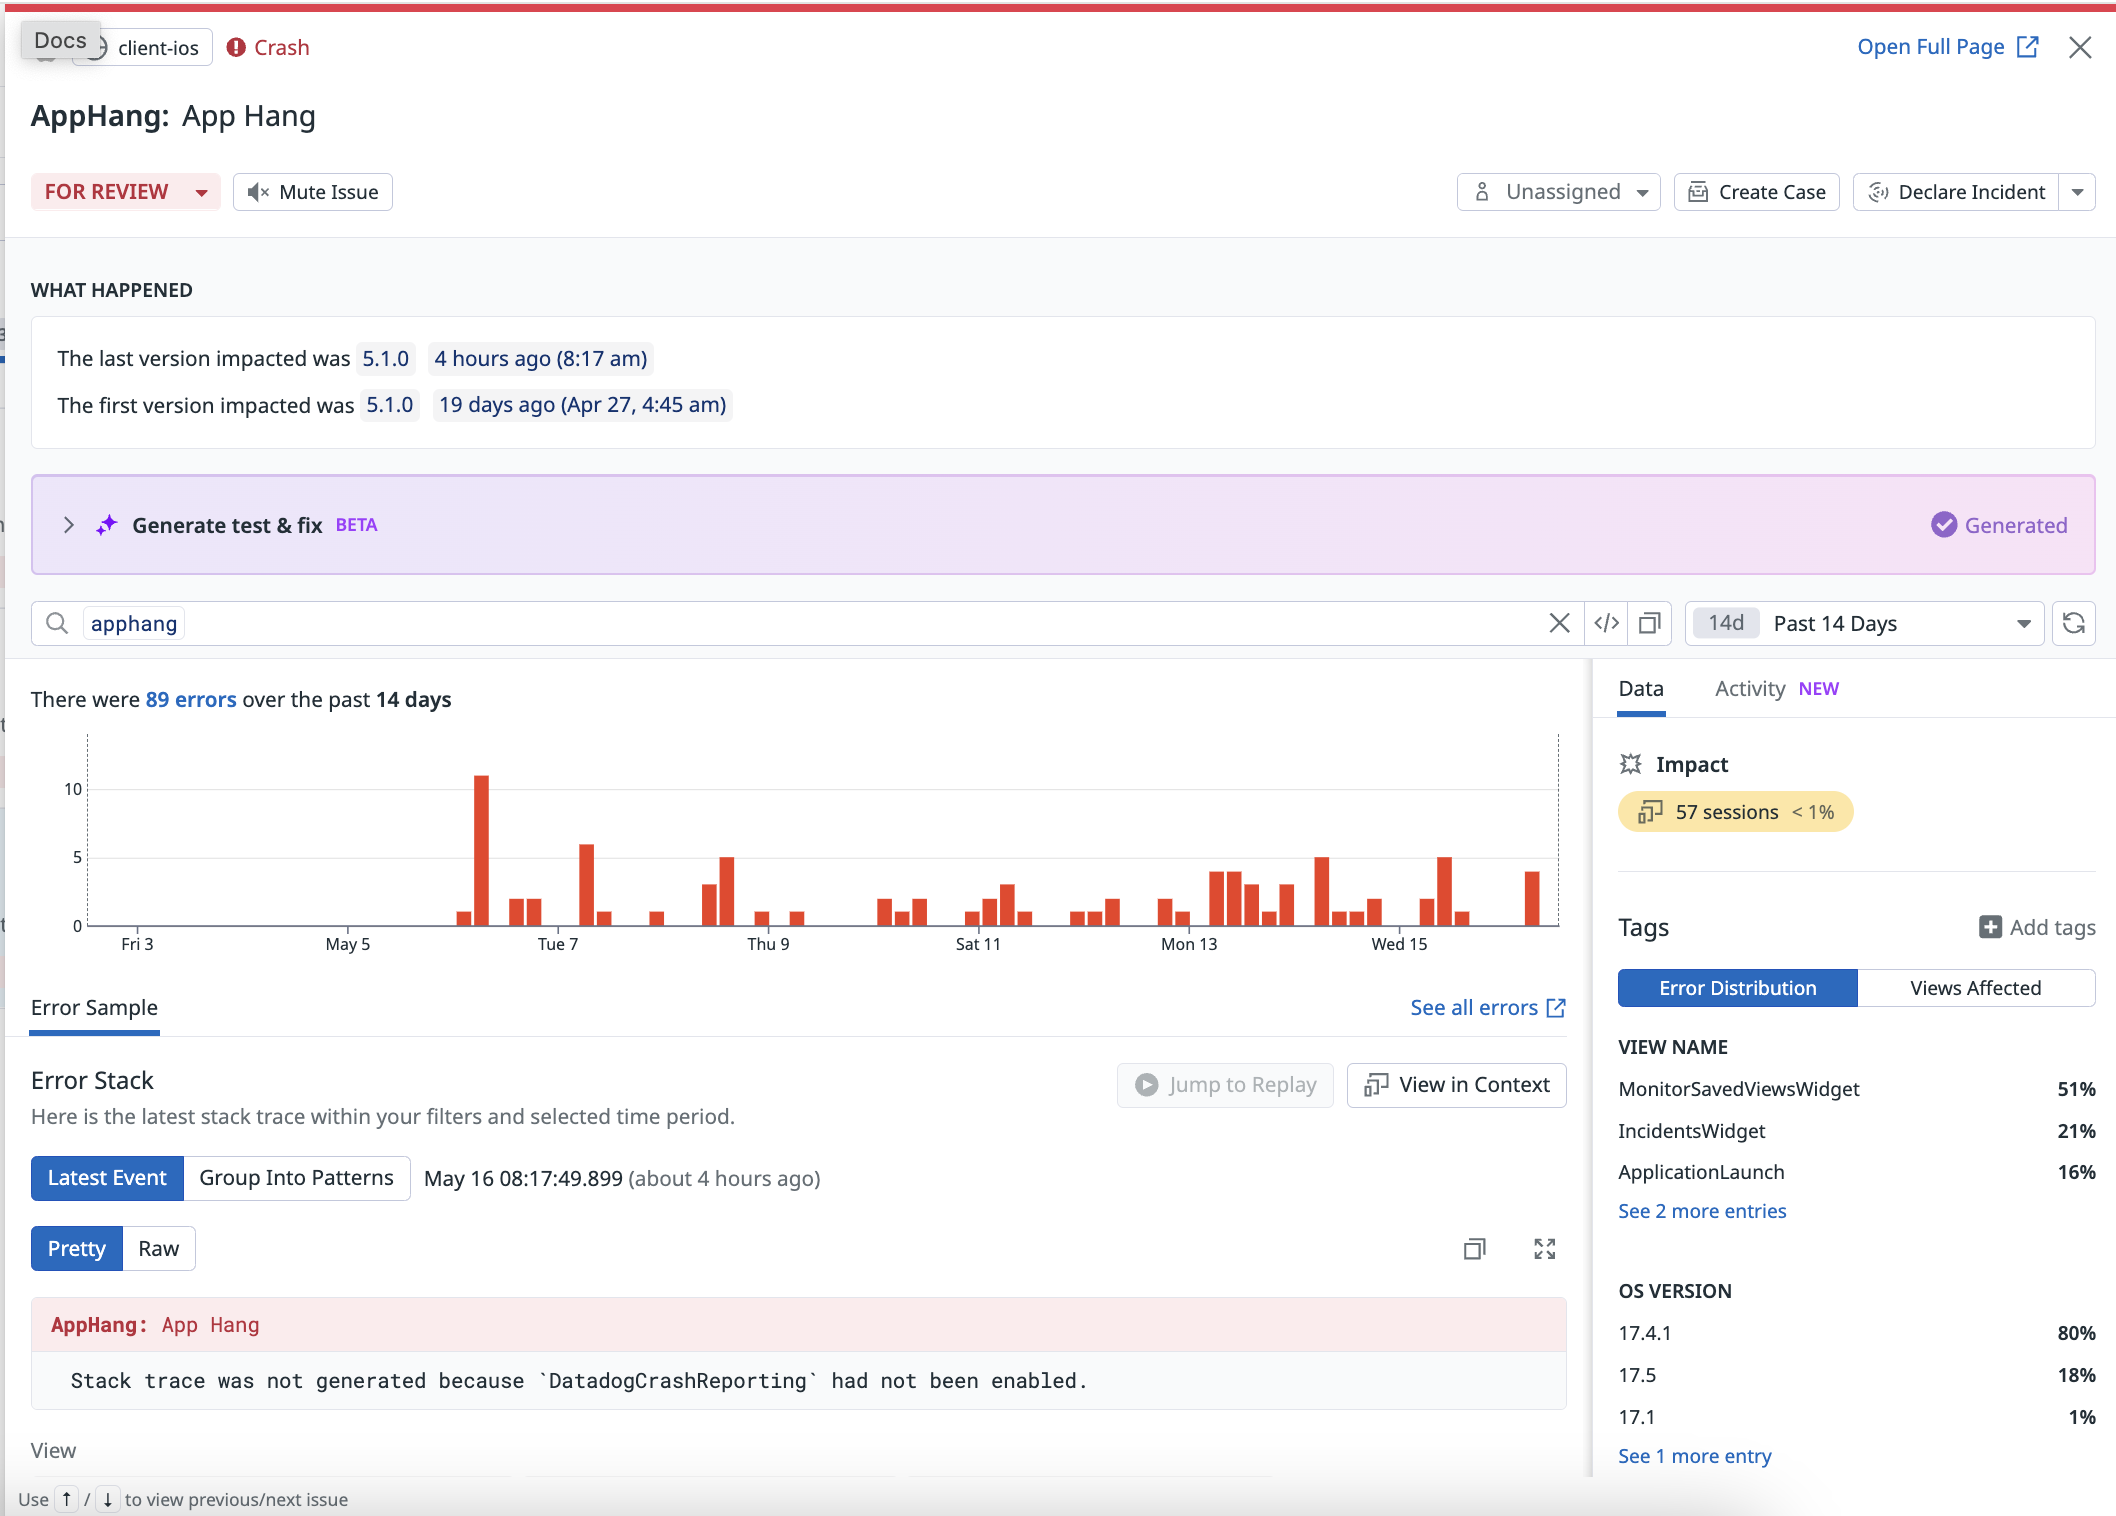 Docs
client-ios
Crash
Open Full Page
AppHang: App Hang
FOR REVIEW
Mute Issue
Unassigned
Create Case
Declare Incident
WHAT HAPPENED
The last version impacted was 5.1.0 4 hours ago (8:17 am)
The first version impacted was 5.1.0 19 days ago (Apr 27, 4:45 am)
Generate test & fix BETA
Generated
apphang
</>
14d Past 14 Days
There were 89 errors over the past 14 days
10
5
0
Fri 3
May 5
Tue 7
Thu 9
Sat 11
Mon 13
Wed 15
Error Sample
See all errors
Error Stack
Here is the latest stack trace within your filters and selected time period.
Jump to Replay
View in Context
Latest Event
Group Into Patterns
May 16 08:17:49.899 (about 4 hours ago)
Pretty
Raw
AppHang: App Hang
Stack trace was not generated because `DatadogCrashReporting` had not been enabled.
View
Use ↑ / ↓ to view previous/next issue
Data
Activity NEW
Impact
57 sessions < 1%
Tags
Add tags
Error Distribution
Views Affected
VIEW NAME
MonitorSavedViewsWidget 51%
IncidentsWidget 21%
ApplicationLaunch 16%
See 2 more entries
OS VERSION
17.4.1 80%
17.5 18%
17.1 1%
See 1 more entry